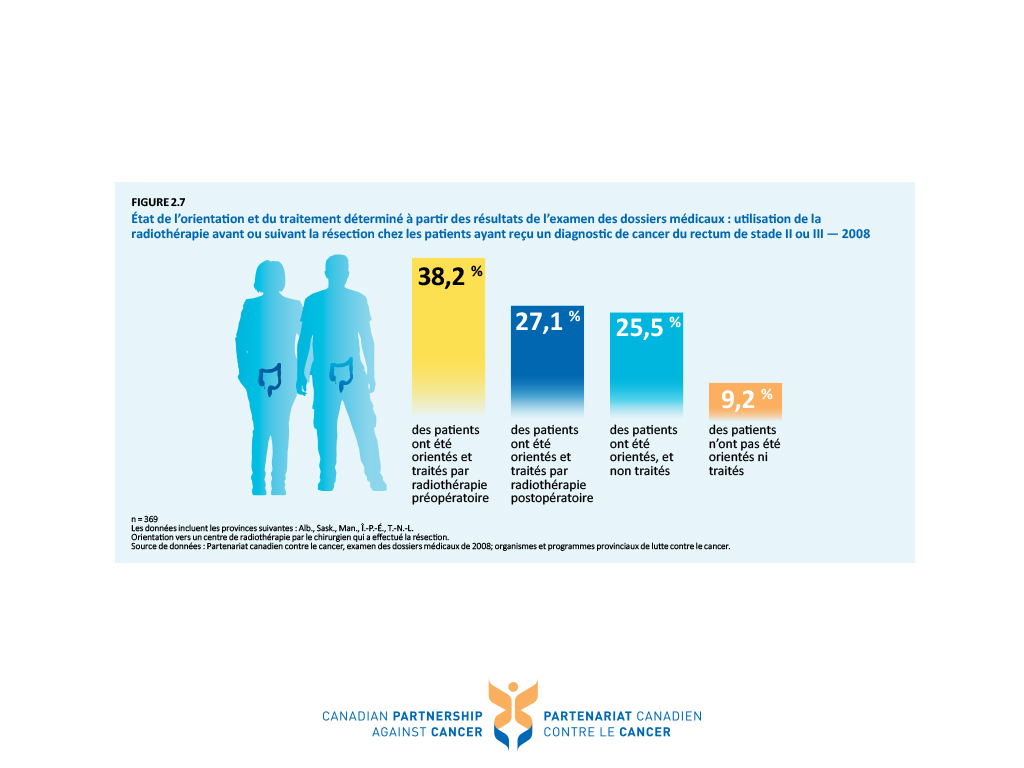 FIGURE 2.7
État de l’orientation et du traitement déterminé à partir des résultats de l’examen des dossiers médicaux : utilisation de la
radiothérapie avant ou suivant la résection chez les patients ayant reçu un diagnostic de cancer du rectum de stade II ou III — 2008
38,2 %
27,1 %
25,5 %
9,2 %
des patients
ont été
orientés et
traités par
radiothérapie
préopératoire
des patients
ont été
orientés et
traités par
radiothérapie
postopératoire
des patients
ont été
orientés, et
non traités
des patients
n’ont pas été
orientés ni
traités
n = 369
Les données incluent les provinces suivantes : Alb., Sask., Man., Î.-P.-É., T.-N.-L.
Orientation vers un centre de radiothérapie par le chirurgien qui a effectué la résection.
Source de données : Partenariat canadien contre le cancer, examen des dossiers médicaux de 2008; organismes et programmes provinciaux de lutte contre le cancer.
CANADIAN PARTNERSHIP
AGAINST CANCER
PARTENARIAT CANADIEN
CONTRE LE CANCER